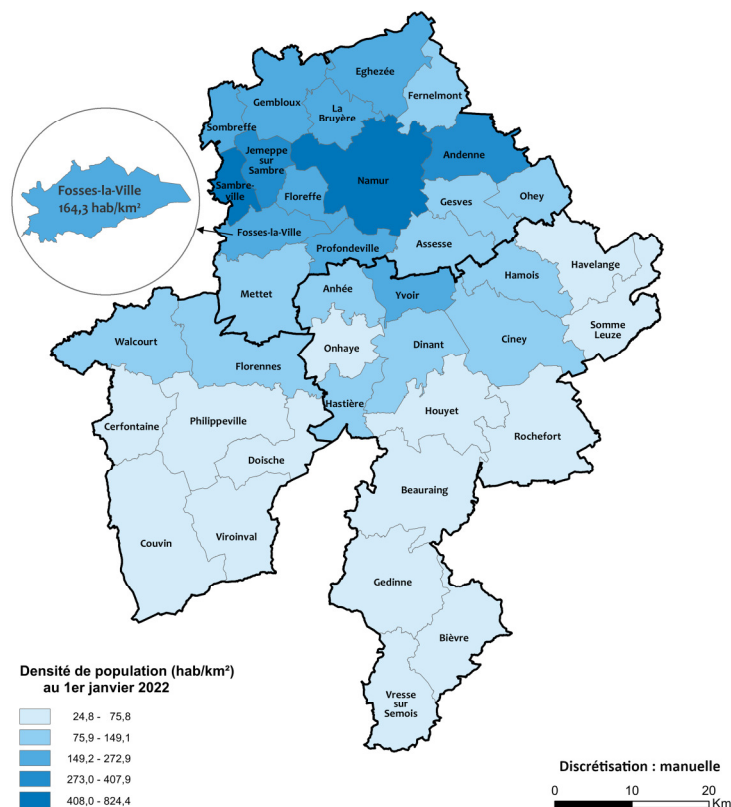 Eghezée
Fernelmont
Gembloux
La
Bruyère
Sombreffe
Jemeppe
sur
Sambre
Andenne
Namur
Fosses-la-Ville
164,3 hab/km²
Sambre-
ville
Floreffe
Gesves
Ohey
Fosses-la-Ville
Profondeville
Assesse
Havelange
Hamois
Mettet
Anhée
Yvoir
Somme
Leuze
Walcourt
Onhaye
Dinant
Ciney
Florennes
Hastière
Cerfontaine
Philippeville
Houyet
Rochefort
Doische
Beauraing
Couvin
Viroinval
Gedinne
Bièvre
Vresse
sur
Semois
Densité de population (hab/km²)
au 1er janvier 2022
24,8 - 75,8
75,9 - 149,1
149,2 - 272,9
273,0 - 407,9
408,0 - 824,4
Discrétisation : manuelle
0 10 20
Km